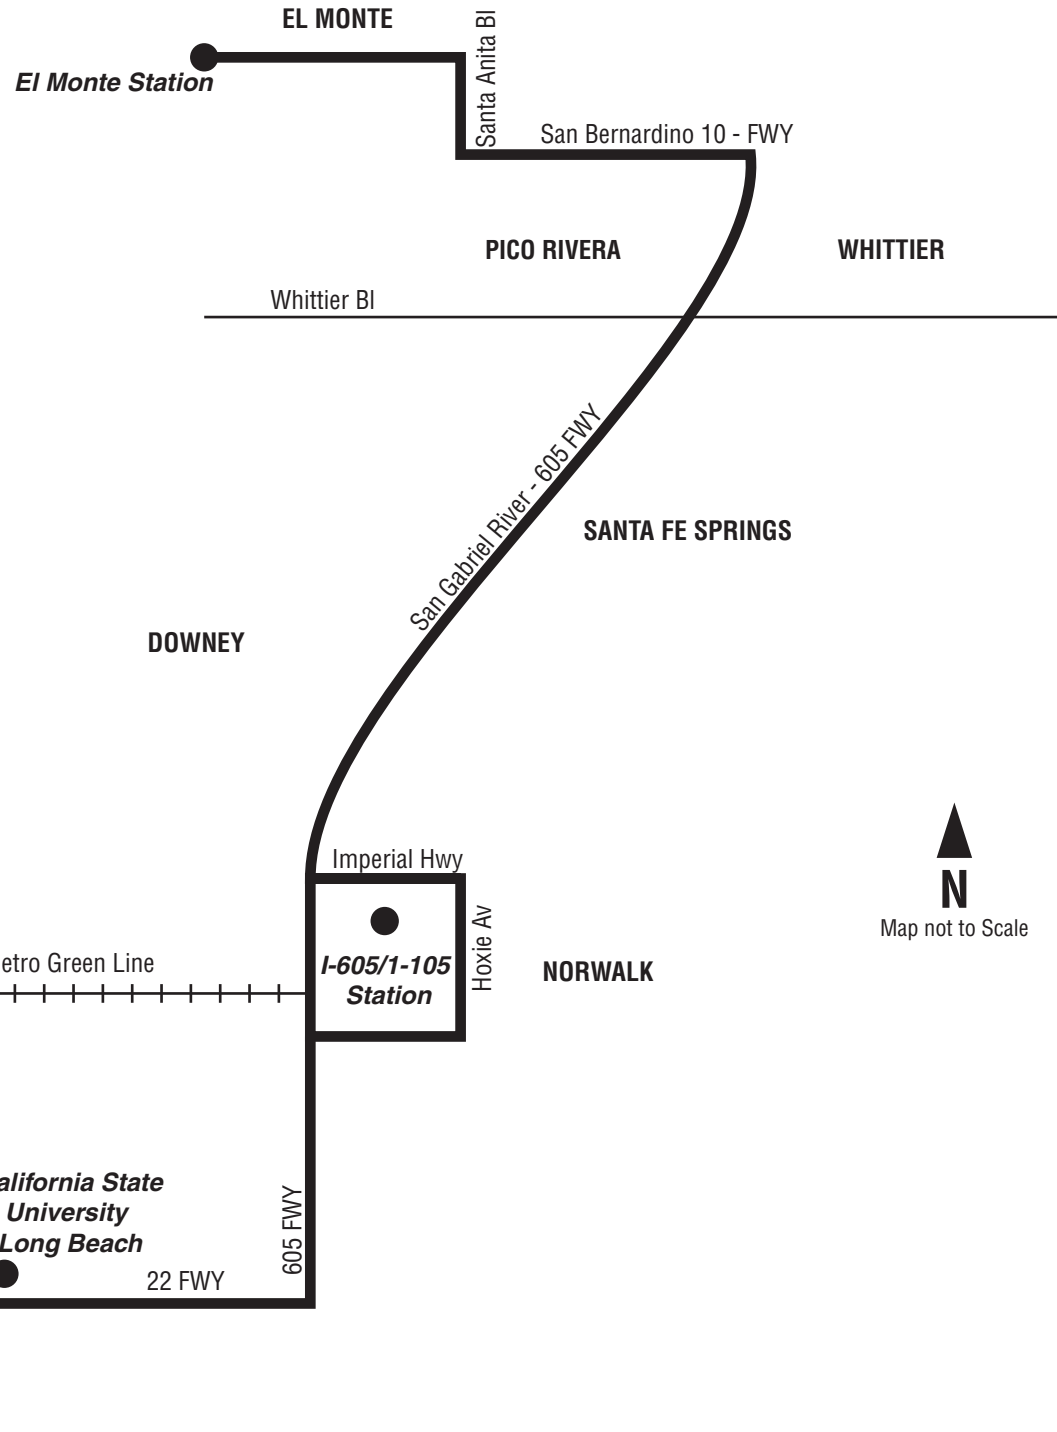 EL MONTE
Santa Anita Bl
El Monte Station
San Bernardino 10 - FWY
PICO RIVERA
WHITTIER
Whittier Bl
San Gabriel River - 605 FWY
SANTA FE SPRINGS
DOWNEY
Imperial Hwy
N
Map not to Scale
Hoxie Av
etro Green Line
I-605/1-105
Station
NORWALK
alifornia State
University
Long Beach
605 FWY
22 FWY